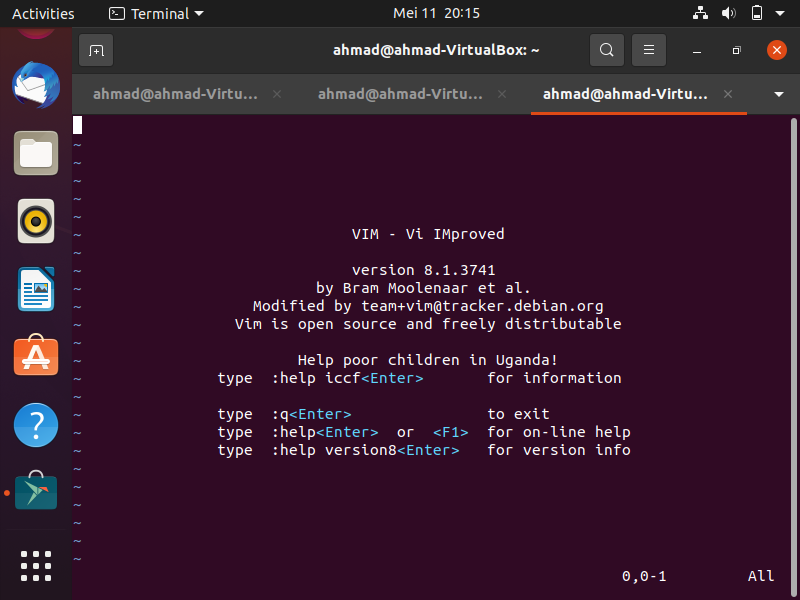 Activities Terminal Mei 11 20:15
ahmad@ahmad-VirtualBox: ~
ahmad@ahmad-Virtu... ahmad@ahmad-Virtu... ahmad@ahmad-Virtu...
~
~
~
~
~
~ VIM - Vi IMproved
~
~ version 8.1.3741
~ by Bram Moolenaar et al.
~ Modified by team+vim@tracker.debian.org
~ Vim is open source and freely distributable
~
~ Help poor children in Uganda!
~ type :help iccf<Enter> for information
~
~ type :q<Enter> to exit
~ type :help<Enter> or <F1> for on-line help
~ type :help version8<Enter> for version info
~
~
~
~
~
~
0,0-1 All